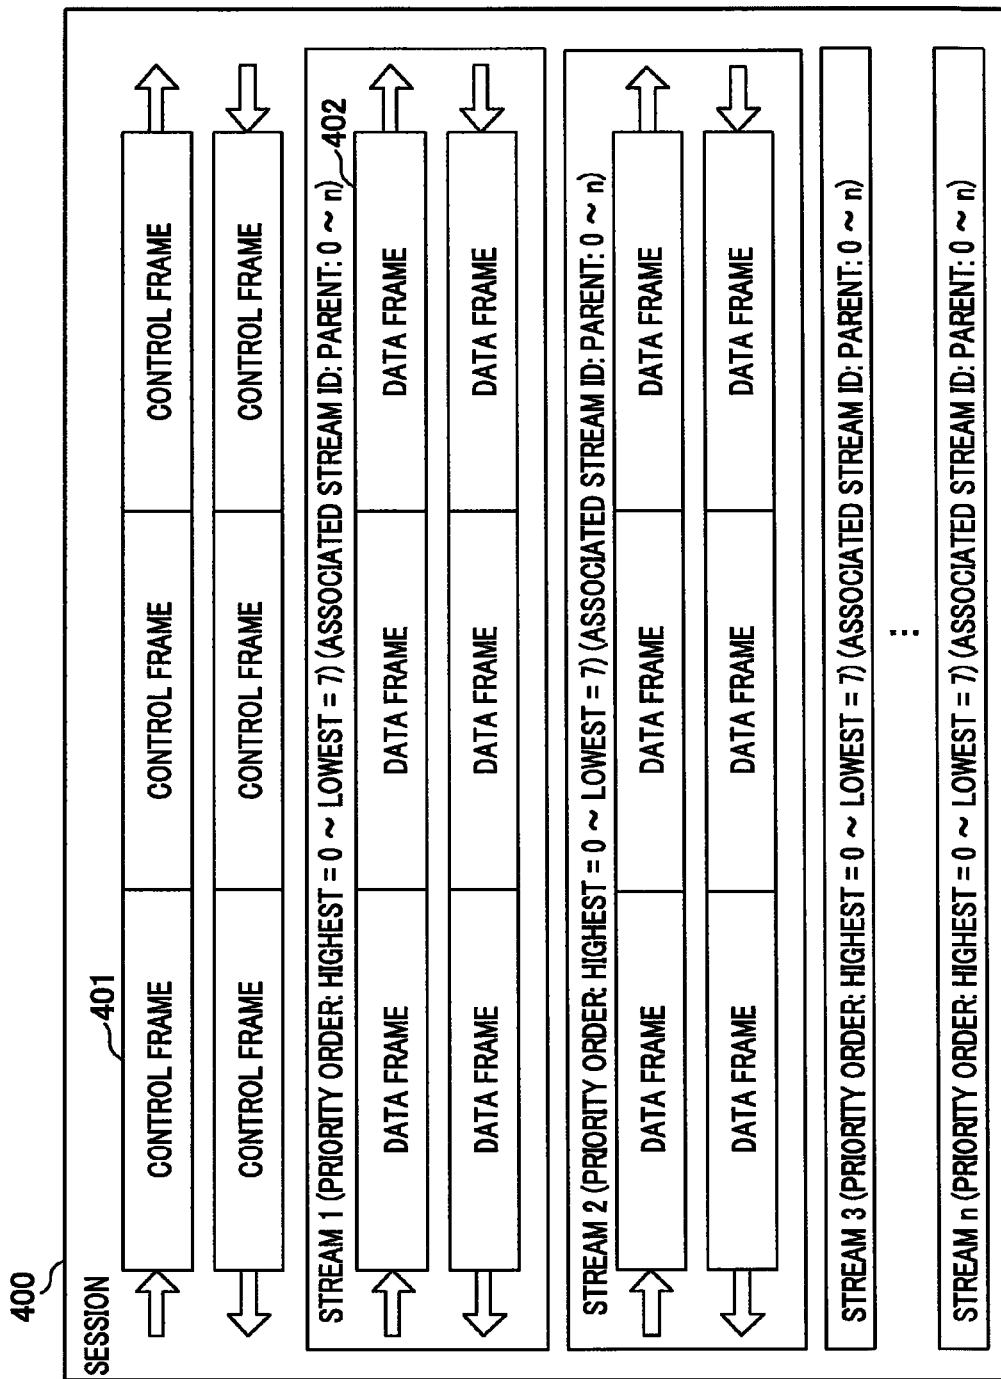 400
SESSION
401
CONTROL FRAME
CONTROL FRAME
CONTROL FRAME
CONTROL FRAME
CONTROL FRAME
CONTROL FRAME
STREAM 1 (PRIORITY ORDER: HIGHEST = 0 ~ LOWEST = 7) (ASSOCIATED STREAM ID: PARENT: 0 ~ n)
402
DATA FRAME
DATA FRAME
DATA FRAME
DATA FRAME
DATA FRAME
DATA FRAME
STREAM 2 (PRIORITY ORDER: HIGHEST = 0 ~ LOWEST = 7) (ASSOCIATED STREAM ID: PARENT: 0 ~ n)
DATA FRAME
DATA FRAME
DATA FRAME
DATA FRAME
DATA FRAME
DATA FRAME
STREAM 3 (PRIORITY ORDER: HIGHEST = 0 ~ LOWEST = 7) (ASSOCIATED STREAM ID: PARENT: 0 ~ n)
...
STREAM n (PRIORITY ORDER: HIGHEST = 0 ~ LOWEST = 7) (ASSOCIATED STREAM ID: PARENT: 0 ~ n)